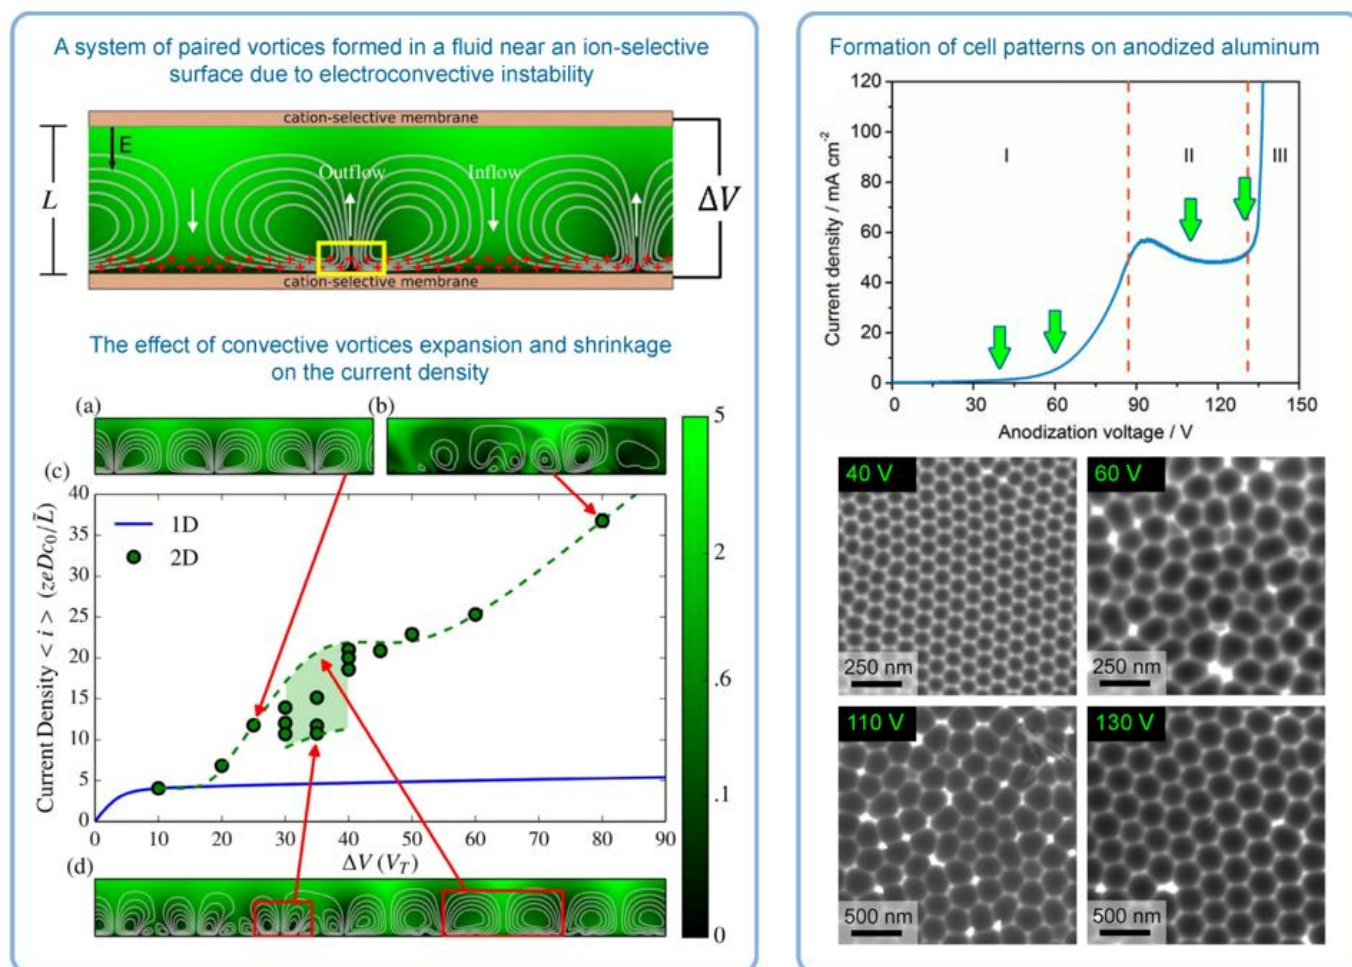 A system of paired vortices formed in a fluid near an ion-selective
surface due to electroconvective instability
cation-selective membrane
E
L
Outflow
Inflow
ΔV
cation-selective membrane
The effect of convective vortices expansion and shrinkage
on the current density
(a)
(b)
(c)
Current Density < i > (zeDc₀/L̃)
40
35
30
25
20
15
10
5
0
1D
2D
0 10 20 30 40 50 60 70 80 90
ΔV (V_T)
(d)
5
2
.6
.1
0
Formation of cell patterns on anodized aluminum
Current density / mA cm⁻²
120
100
80
60
40
20
0
I
II
III
0 30 60 90 120 150
Anodization voltage / V
40 V
250 nm
60 V
250 nm
110 V
500 nm
130 V
500 nm